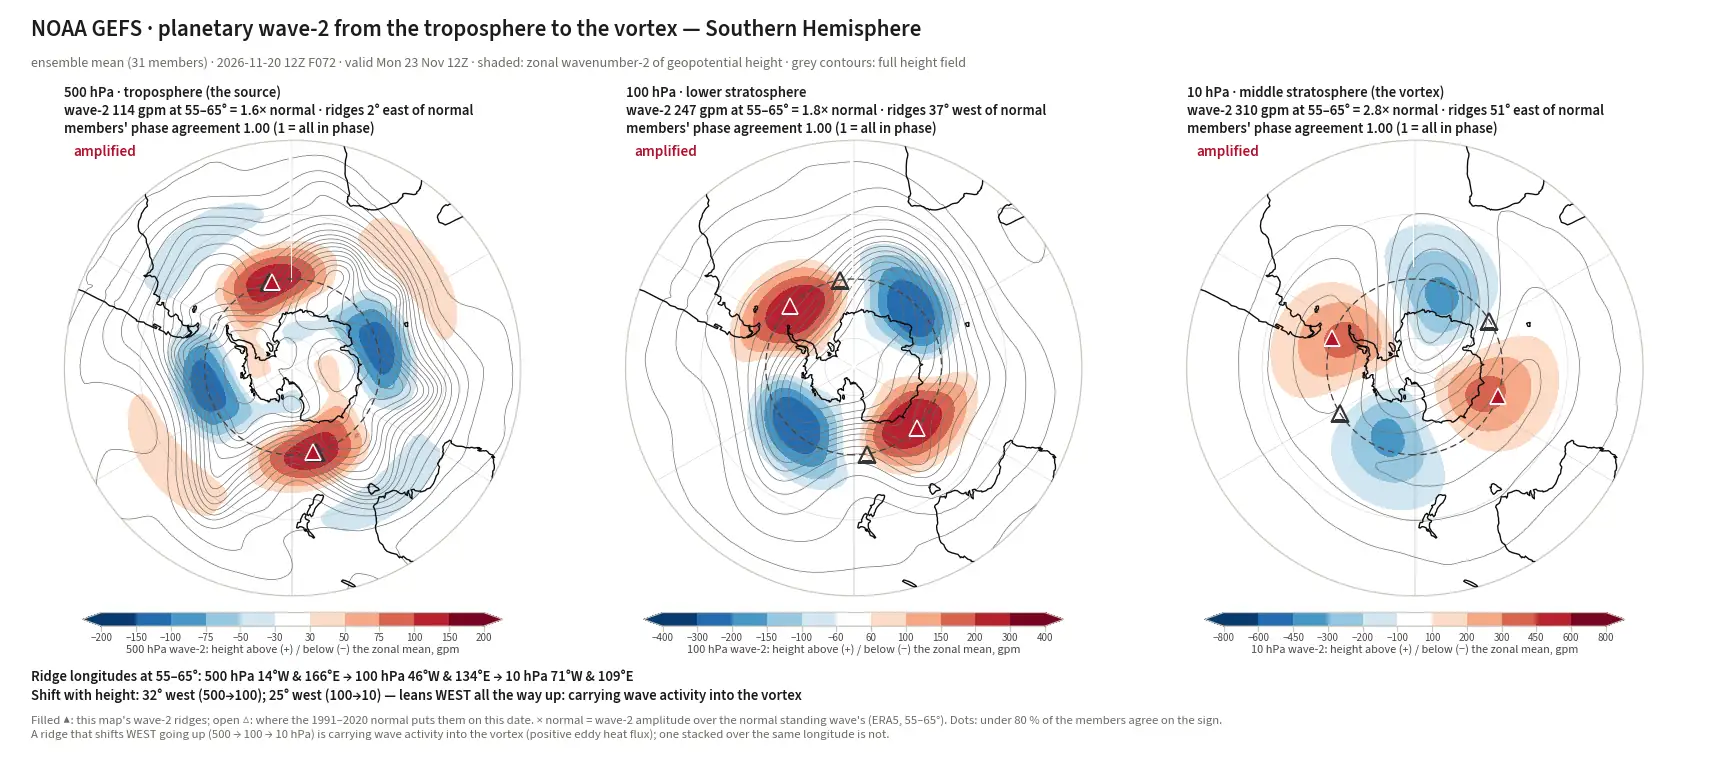 NOAA GEFS · planetary wave-2 from the troposphere to the vortex — Southern Hemisphere
ensemble mean (31 members) · 2026-11-20 12Z F072 · valid Mon 23 Nov 12Z · shaded: zonal wavenumber-2 of geopotential height · grey contours: full height field
500 hPa · troposphere (the source)
wave-2 114 gpm at 55–65° = 1.6× normal · ridges 2° east of normal
members' phase agreement 1.00 (1 = all in phase)
amplified
100 hPa · lower stratosphere
wave-2 247 gpm at 55–65° = 1.8× normal · ridges 37° west of normal
members' phase agreement 1.00 (1 = all in phase)
amplified
10 hPa · middle stratosphere (the vortex)
wave-2 310 gpm at 55–65° = 2.8× normal · ridges 51° east of normal
members' phase agreement 1.00 (1 = all in phase)
amplified
−200 −150 −100 −75 −50 −30 30 50 75 100 150 200
500 hPa wave-2: height above (+) / below (−) the zonal mean, gpm
−400 −300 −200 −150 −100 −60 60 100 150 200 300 400
100 hPa wave-2: height above (+) / below (−) the zonal mean, gpm
−800 −600 −450 −300 −200 −100 100 200 300 450 600 800
10 hPa wave-2: height above (+) / below (−) the zonal mean, gpm
Ridge longitudes at 55–65°: 500 hPa 14°W & 166°E → 100 hPa 46°W & 134°E → 10 hPa 71°W & 109°E
Shift with height: 32° west (500→100); 25° west (100→10) — leans WEST all the way up: carrying wave activity into the vortex
Filled ▲: this map's wave-2 ridges; open △: where the 1991–2020 normal puts them on this date. × normal = wave-2 amplitude over the normal standing wave's (ERA5, 55–65°). Dots: under 80 % of the members agree on the sign.
A ridge that shifts WEST going up (500 → 100 → 10 hPa) is carrying wave activity into the vortex (positive eddy heat flux); one stacked over the same longitude is not.